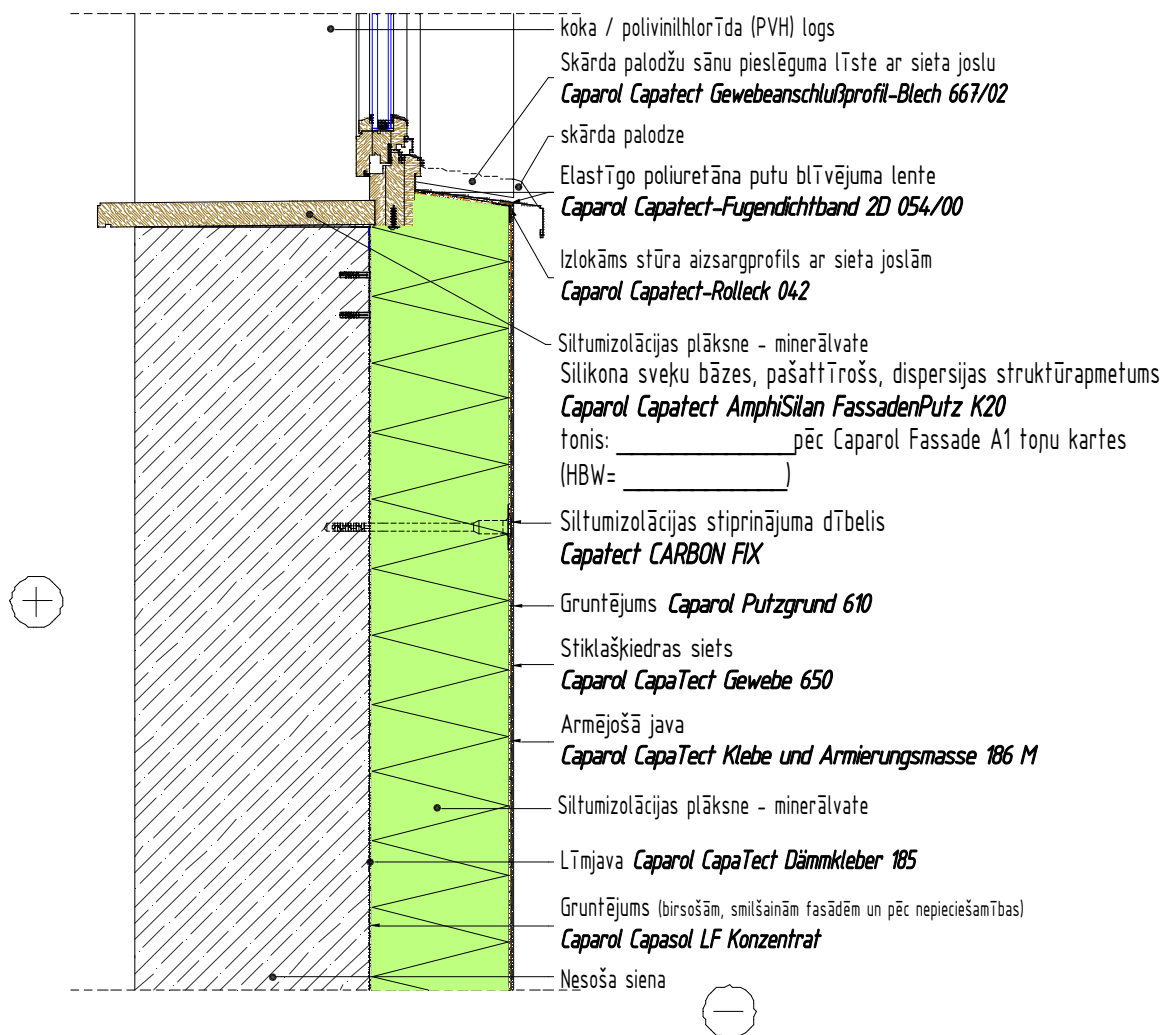 koka / polivinilhlorīda (PVH) logs
Skārda palodžu sānu pieslēguma līste ar sieta joslu
Caparol Capatect Gewebeanschlußprofil-Blech 667/02
skārda palodze
Elastīgo poliuretāna putu blīvējuma lente
Caparol Capatect-Fugendichtband 2D 054/00
Izlokāms stūra aizsargprofils ar sieta joslām
Caparol Capatect-Rolleck 042
Siltumizolācijas plāksne - minerālvate
Silikona sveķu bāzes, pašattīrošs, dispersijas struktūrapmetums
Caparol Capatect AmphiSilan FassadenPutz K20
tonis: _______________pēc Caparol Fassade A1 toņu kartes
(HBW= _______________)
Siltumizolācijas stiprinājuma dībelis
Capatect CARBON FIX
Gruntējums Caparol Putzgrund 610
Stiklašķiedras siets
Caparol CapaTect Gewebe 650
Armējošā java
Caparol CapaTect Klebe und Armierungsmasse 186 M
Siltumizolācijas plāksne - minerālvate
Līmjava Caparol CapaTect Dämmkleber 185
Gruntējums (birsošām, smilšainām fasādēm un pēc nepieciešamības)
Caparol Capasol LF Konzentrat
Nesoša siena